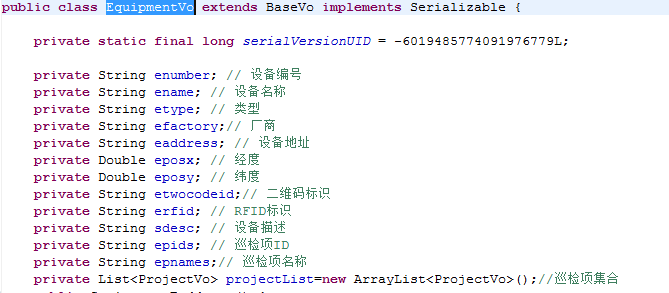 public class EquipmentVo extends BaseVo implements Serializable {
private static final long serialVersionUID = -6019485774091976779L;
private String enumber; // 设备编号
private String ename; // 设备名称
private String etype; // 类型
private String efactory;// 厂商
private String eaddress; // 设备地址
private Double eposx; // 经度
private Double eposy; // 纬度
private String etwocodeid;// 二维码标识
private String erfid; // RFID标识
private String sdesc; // 设备描述
private String epids; // 巡检项ID
private String epnames;// 巡检项名称
private List<ProjectVo> projectList=new ArrayList<ProjectVo>();//巡检项集合